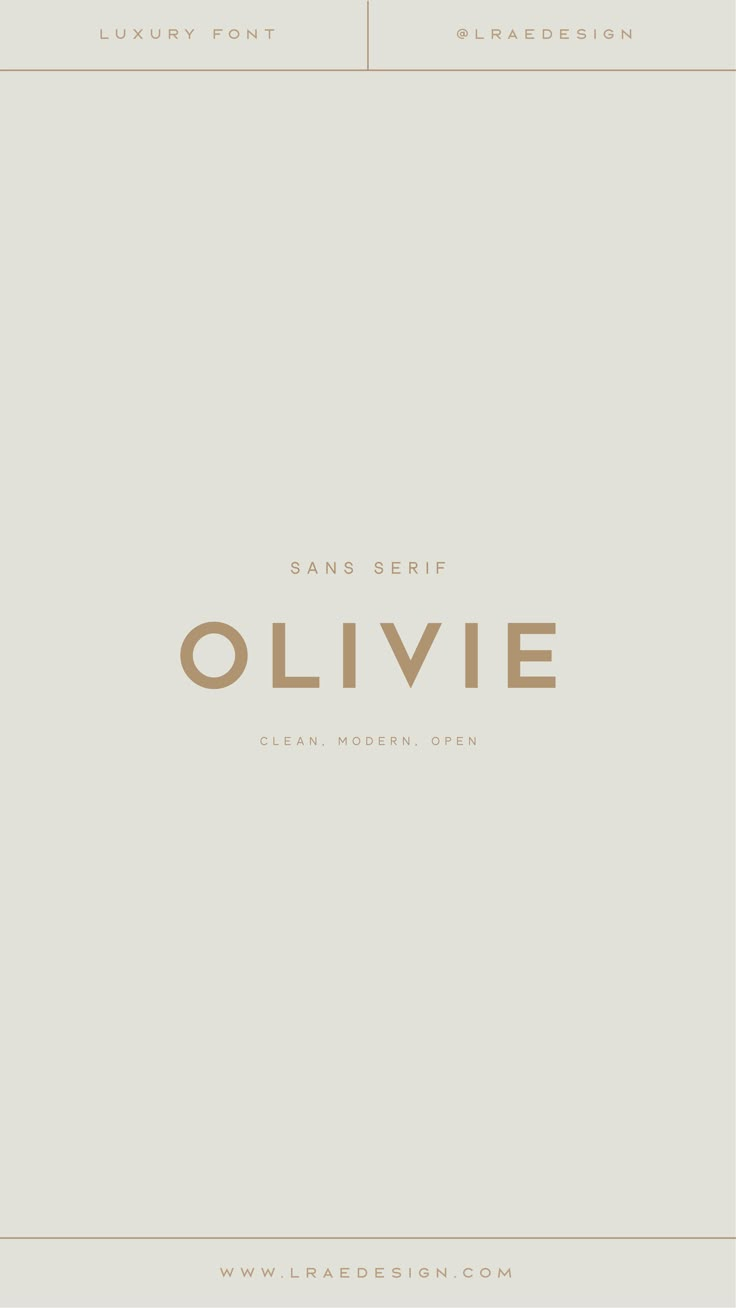 LUXURY FONT
@LRAEDESIGN
SANS SERIF
OLIVIE
CLEAN, MODERN, OPEN
WWW.LRAEDESIGN.COM